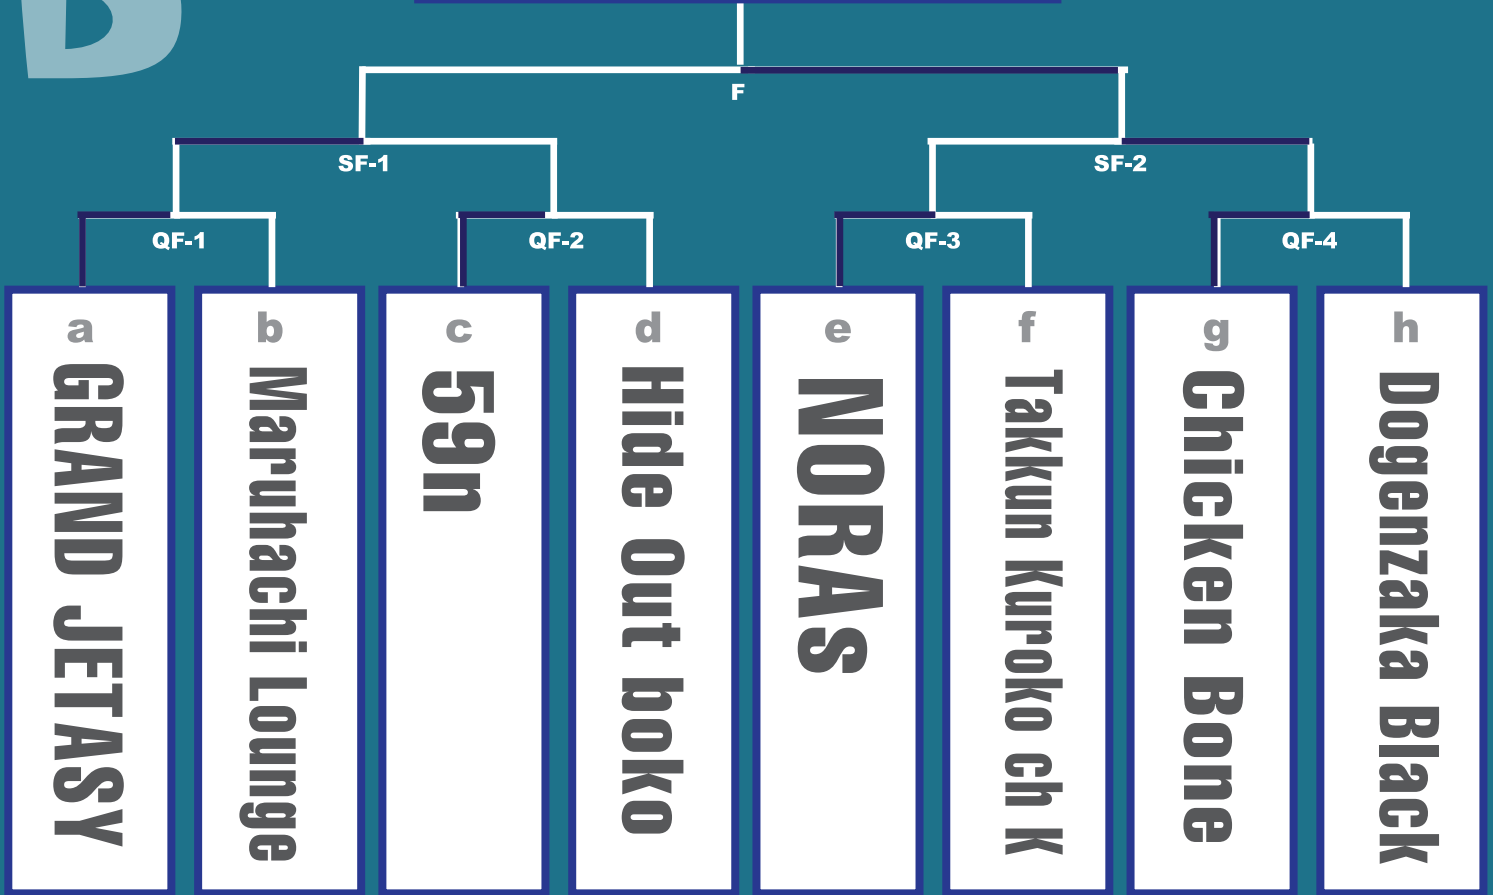 B
F
SF-1
SF-2
QF-1
QF-2
QF-3
QF-4
a
GRAND JETASY
b
Maruhachi Lounge
c
59n
d
Hide Out boko
e
NORAs
f
Takkun Kuroko ch K
g
Chicken Bone
h
Dogenzaka Black